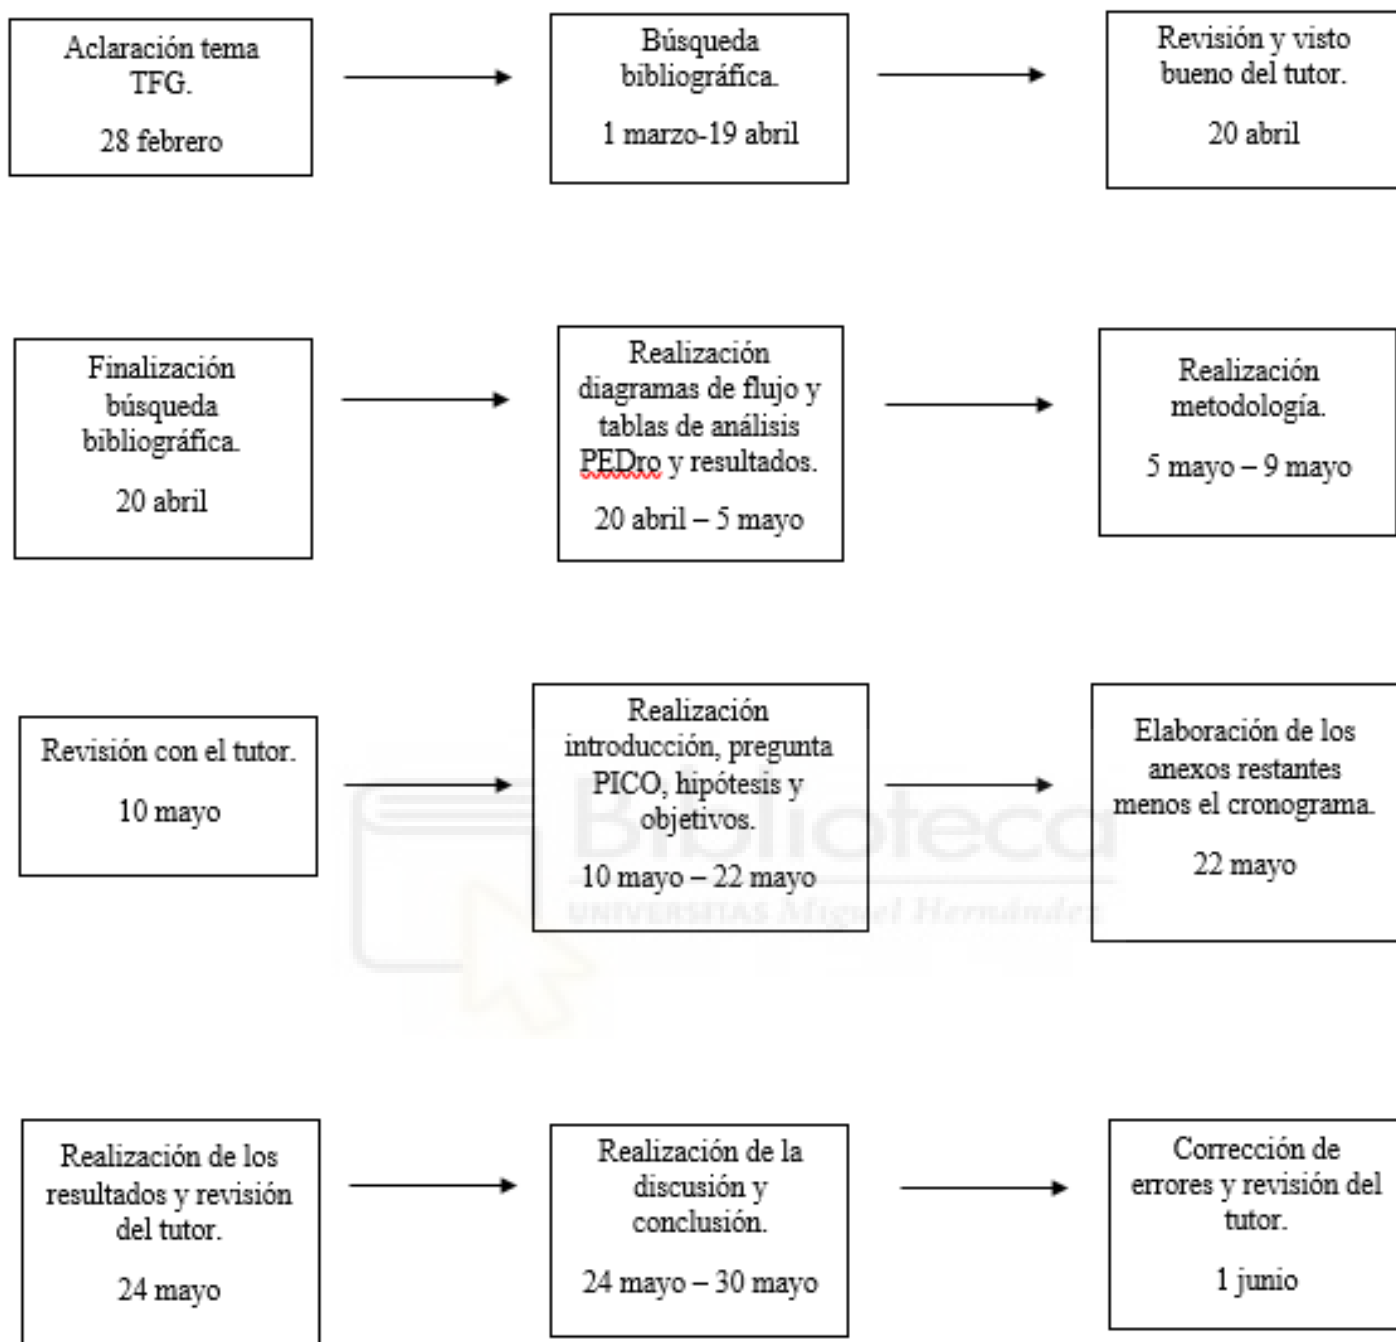 Aclaración tema
TFG.
28 febrero
Búsqueda
bibliográfica.
1 marzo-19 abril
Revisión y visto
bueno del tutor.
20 abril
Finalización
búsqueda
bibliográfica.
20 abril
Realización
diagramas de flujo y
tablas de análisis
PEDro y resultados.
20 abril – 5 mayo
Realización
metodología.
5 mayo – 9 mayo
Revisión con el tutor.
10 mayo
Realización
introducción, pregunta
PICO, hipótesis y
objetivos.
10 mayo – 22 mayo
Elaboración de los
anexos restantes
menos el cronograma.
22 mayo
Biblioteca
UNIVERSITAS Miguel Hernández
Realización de los
resultados y revisión
del tutor.
24 mayo
Realización de la
discusión y
conclusión.
24 mayo – 30 mayo
Corrección de
errores y revisión del
tutor.
1 junio